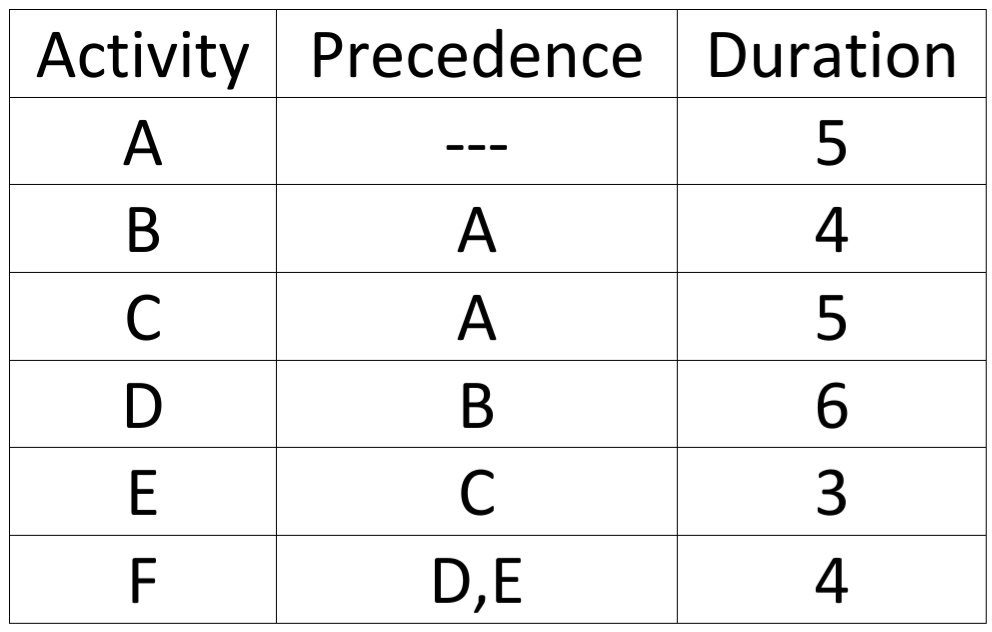 Activity Precedence Duration
A --- 5
B A 4
C A 5
D B 6
E C 3
F D,E 4